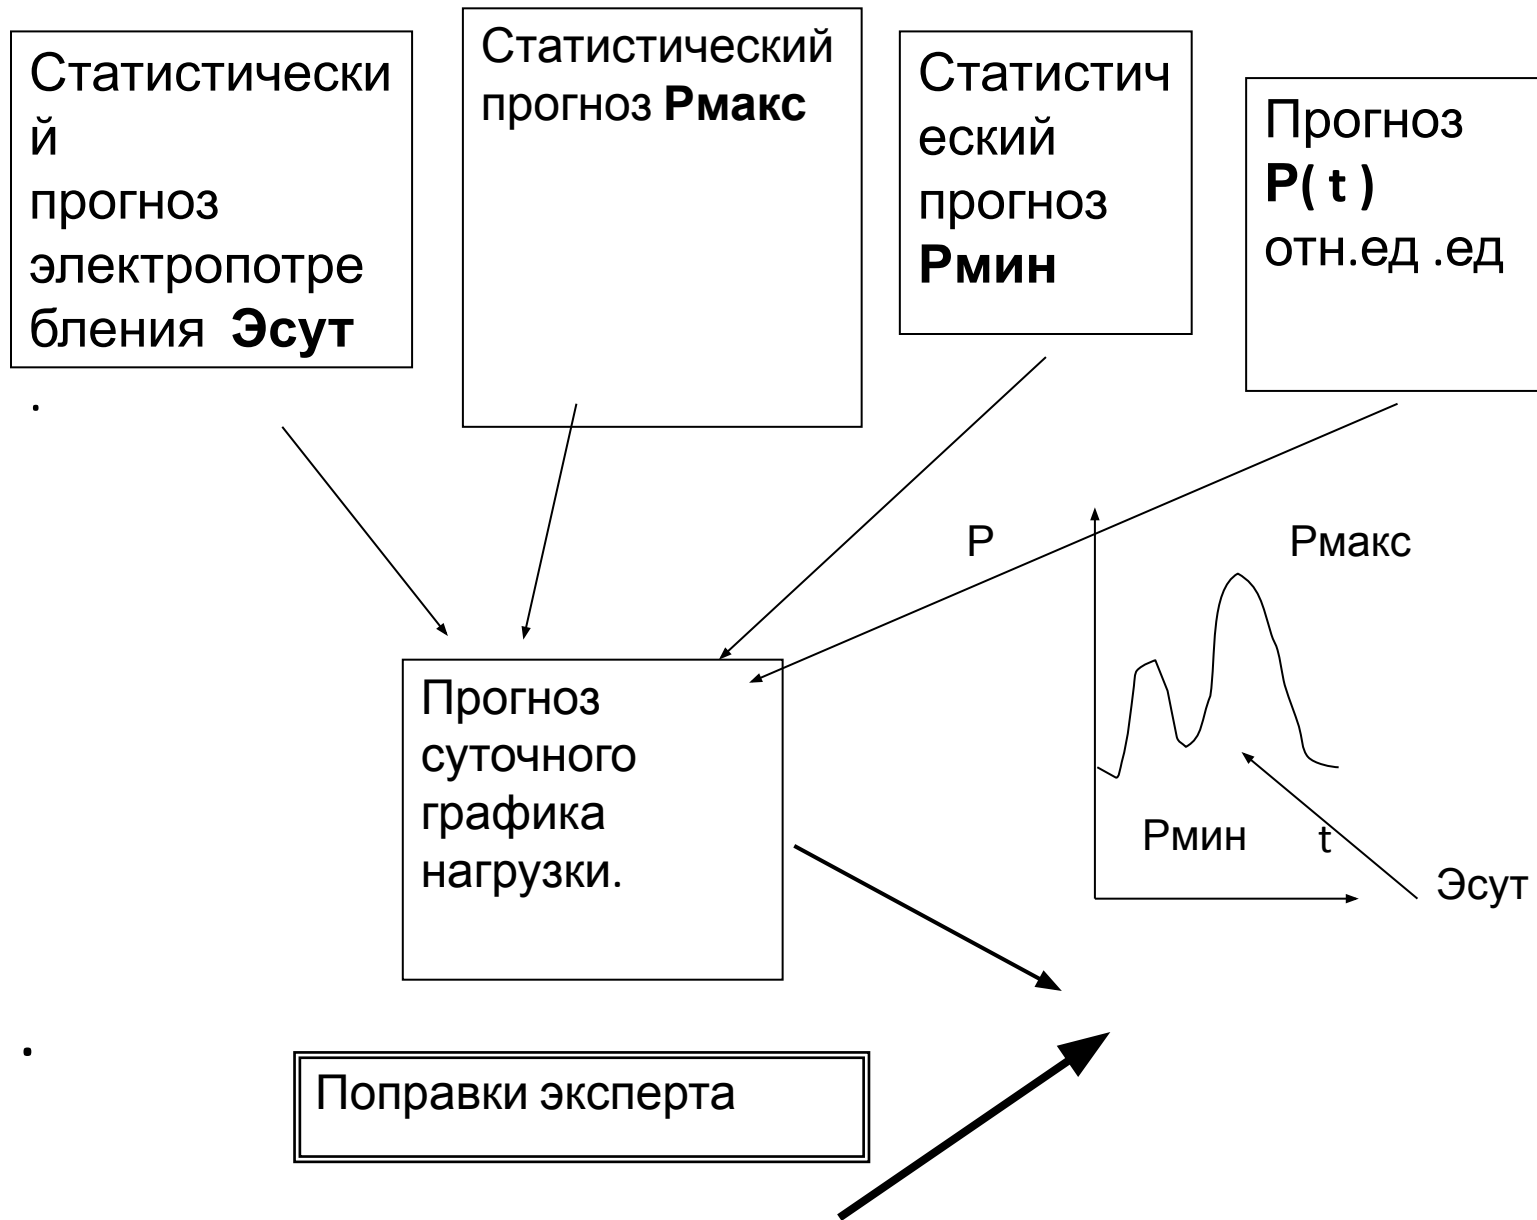 Статистически
й
прогноз
электропотре
бления Эсут
.
Статистический
прогноз Рмакс
Статистич
еский
прогноз
Рмин
Прогноз
P( t )
отн.ед .ед
Р
Рмакс
Рмин
t
Эсут
Прогноз
суточного
графика
нагрузки.
.
Поправки эксперта